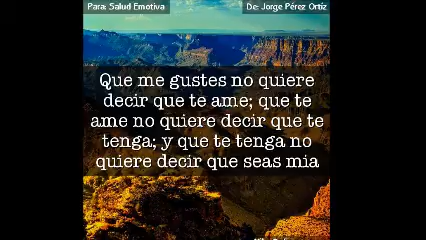 Para: Salud Emotiva
De: Jorge Pérez Ortíz
Que me gustes no quiere
decir que te ame; que te
ame no quiere decir que te
tenga; y que te tenga no
quiere decir que seas mia